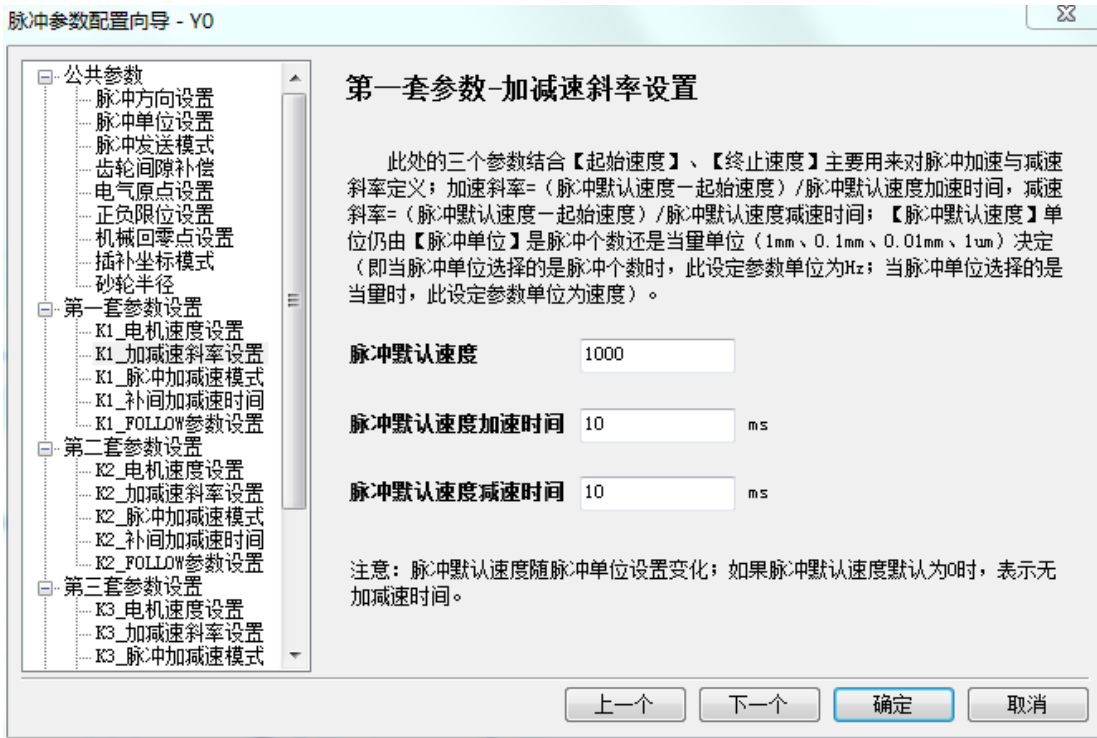 脉冲参数配置向导 - Y0
公共参数
脉冲方向设置
脉冲单位设置
脉冲发送模式
齿轮间隙补偿
电气原点设置
正负限位设置
机械回零点设置
插补坐标模式
砂轮半径
第一套参数设置
K1_电机速度设置
K1_加减速斜率设置
K1_脉冲加减速模式
K1_补间加减速时间
K1_FOLLOW参数设置
第二套参数设置
K2_电机速度设置
K2_加减速斜率设置
K2_脉冲加减速模式
K2_补间加减速时间
K2_FOLLOW参数设置
第三套参数设置
K3_电机速度设置
K3_加减速斜率设置
K3_脉冲加减速模式
第一套参数-加减速斜率设置
此处的三个参数结合【起始速度】、【终止速度】主要用来对脉冲加速与减速
斜率定义；加速斜率=（脉冲默认速度－起始速度）/脉冲默认速度加速时间，减速
斜率=（脉冲默认速度－起始速度）/脉冲默认速度减速时间；【脉冲默认速度】单
位仍由【脉冲单位】是脉冲个数还是当量单位（1mm、0.1mm、0.01mm、1um）决定
（即当脉冲单位选择的是脉冲个数时，此设定参数单位为Hz；当脉冲单位选择的是
当量时，此设定参数单位为速度）。
脉冲默认速度 1000
脉冲默认速度加速时间 10 ms
脉冲默认速度减速时间 10 ms
注意：脉冲默认速度随脉冲单位设置变化；如果脉冲默认速度默认为0时，表示无
加减速时间。
上一个 下一个 确定 取消